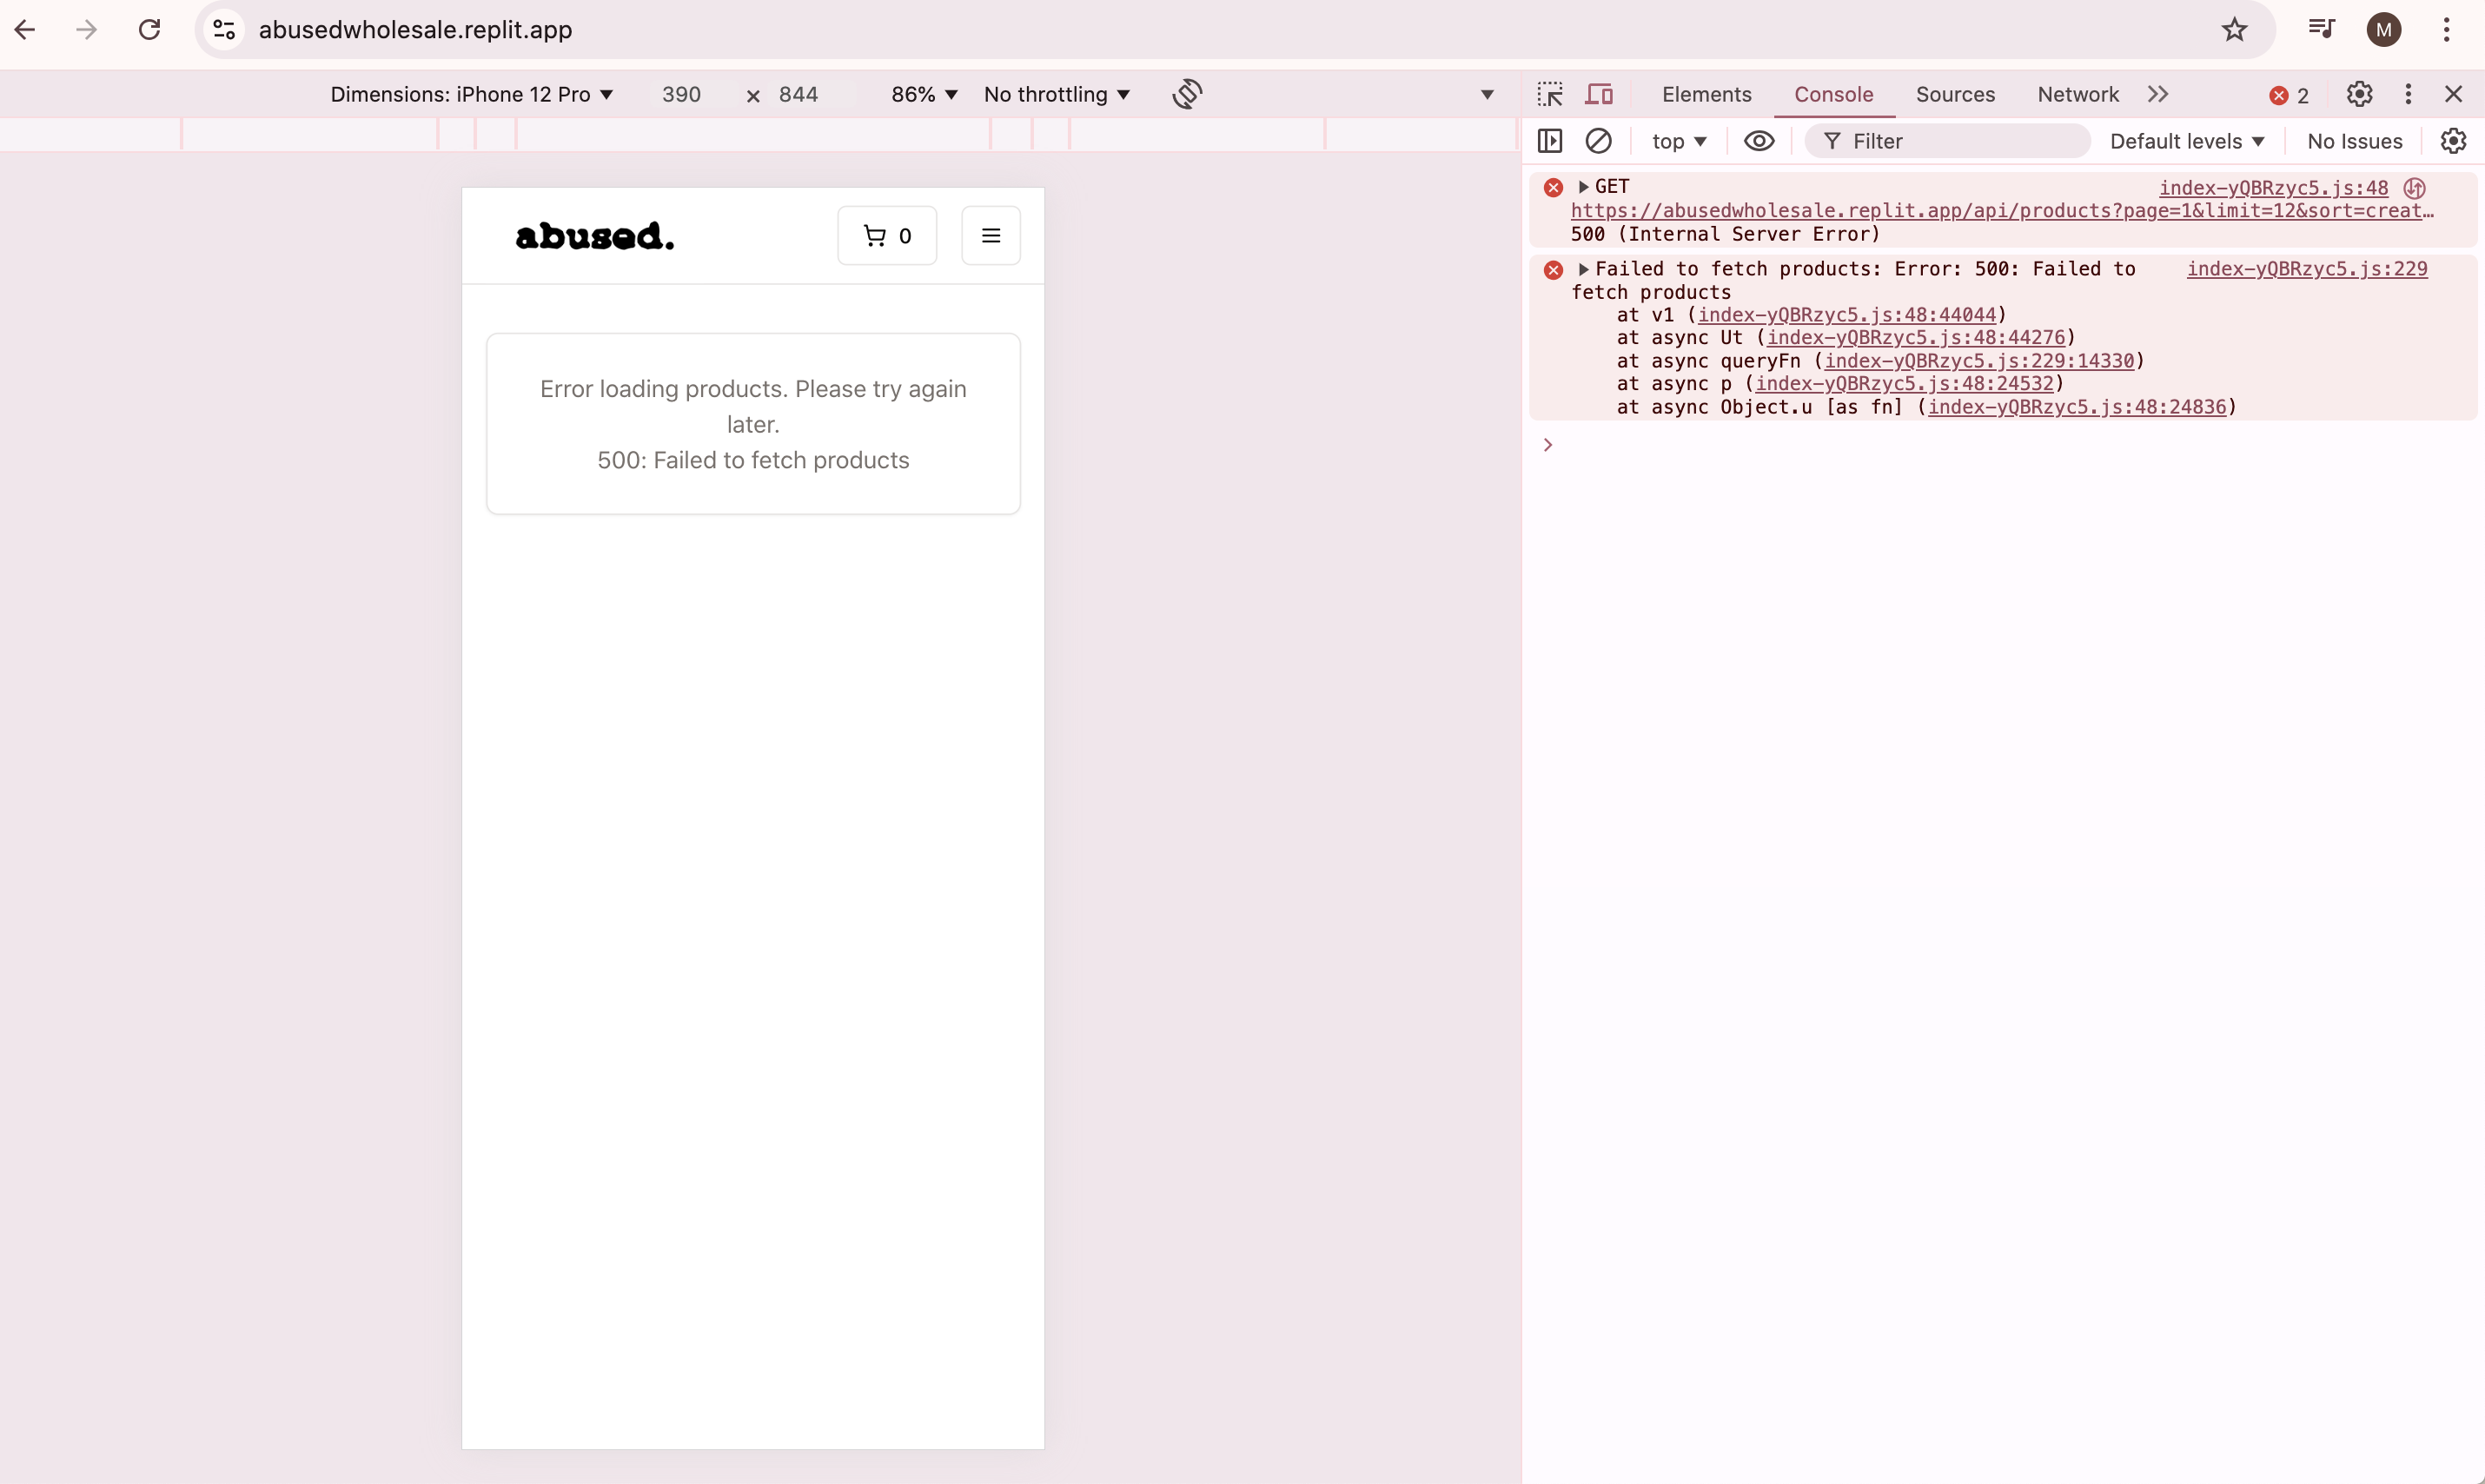 abusedwholesale.replit.app
M
Dimensions: iPhone 12 Pro ▼ 390 x 844 86% ▼ No throttling ▼
Elements Console Sources Network 2
top ▼ Filter Default levels ▼ No Issues
abused. 0
Error loading products. Please try again
later.
500: Failed to fetch products
GET index-yQBRzyc5.js:48
https://abusedwholesale.replit.app/api/products?page=1&limit=12&sort=creat…
500 (Internal Server Error)
Failed to fetch products: Error: 500: Failed to index-yQBRzyc5.js:229
fetch products
at v1 (index-yQBRzyc5.js:48:44044)
at async Ut (index-yQBRzyc5.js:48:44276)
at async queryFn (index-yQBRzyc5.js:229:14330)
at async p (index-yQBRzyc5.js:48:24532)
at async Object.u [as fn] (index-yQBRzyc5.js:48:24836)